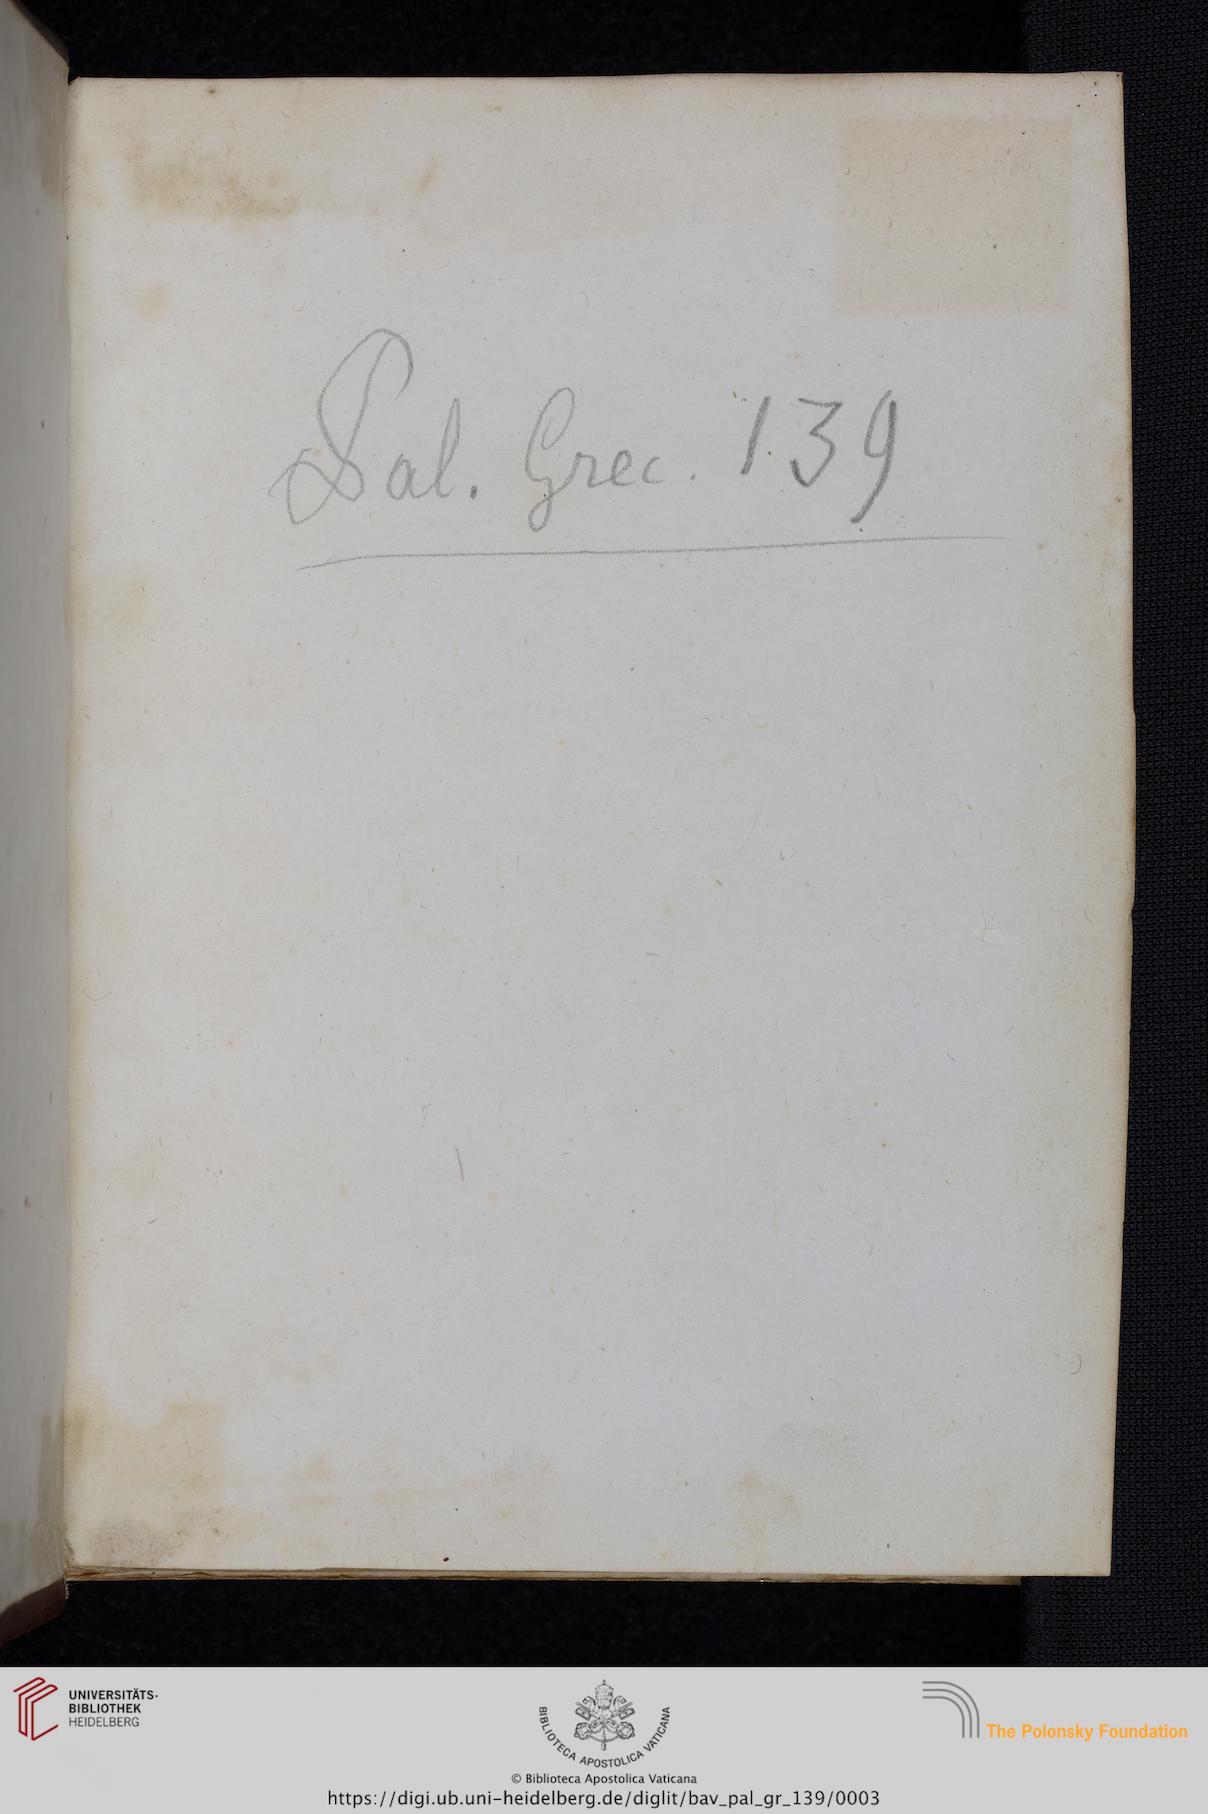 Pal. Grec. 139
UNIVERSITÄTS-
BIBLIOTHEK
HEIDELBERG
BIBLIOTECA APOSTOLICA VATICANA
The Polonsky Foundation
© Biblioteca Apostolica Vaticana
https://digi.ub.uni-heidelberg.de/diglit/bav_pal_gr_139/0003